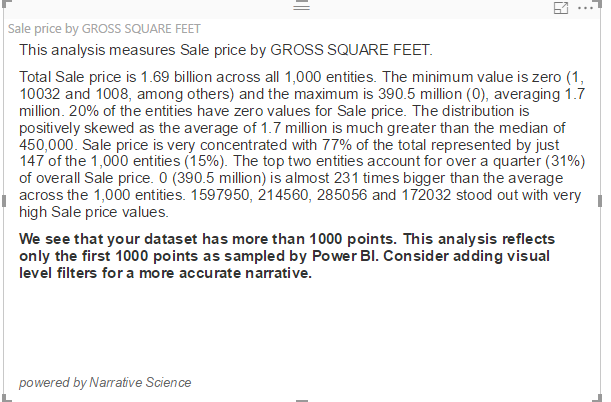 Sale price by GROSS SQUARE FEET
This analysis measures Sale price by GROSS SQUARE FEET.
Total Sale price is 1.69 billion across all 1,000 entities. The minimum value is zero (1,
10032 and 1008, among others) and the maximum is 390.5 million (0), averaging 1.7
million. 20% of the entities have zero values for Sale price. The distribution is
positively skewed as the average of 1.7 million is much greater than the median of
450,000. Sale price is very concentrated with 77% of the total represented by just
147 of the 1,000 entities (15%). The top two entities account for over a quarter (31%)
of overall Sale price. 0 (390.5 million) is almost 231 times bigger than the average
across the 1,000 entities. 1597950, 214560, 285056 and 172032 stood out with very
high Sale price values.
We see that your dataset has more than 1000 points. This analysis reflects
only the first 1000 points as sampled by Power BI. Consider adding visual
level filters for a more accurate narrative.
powered by Narrative Science